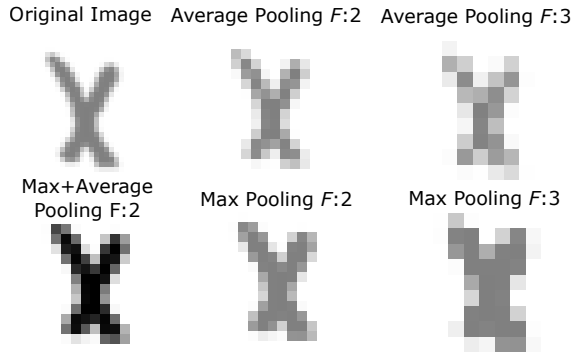 Original Image
Average Pooling F:2
Average Pooling F:3
Max+Average
Pooling F:2
Max Pooling F:2
Max Pooling F:3